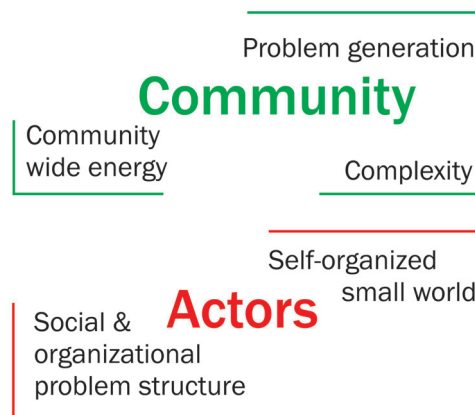 Problem generation
Community
Community
wide energy
Complexity
Self-organized
small world
Actors
Social &
organizational
problem structure